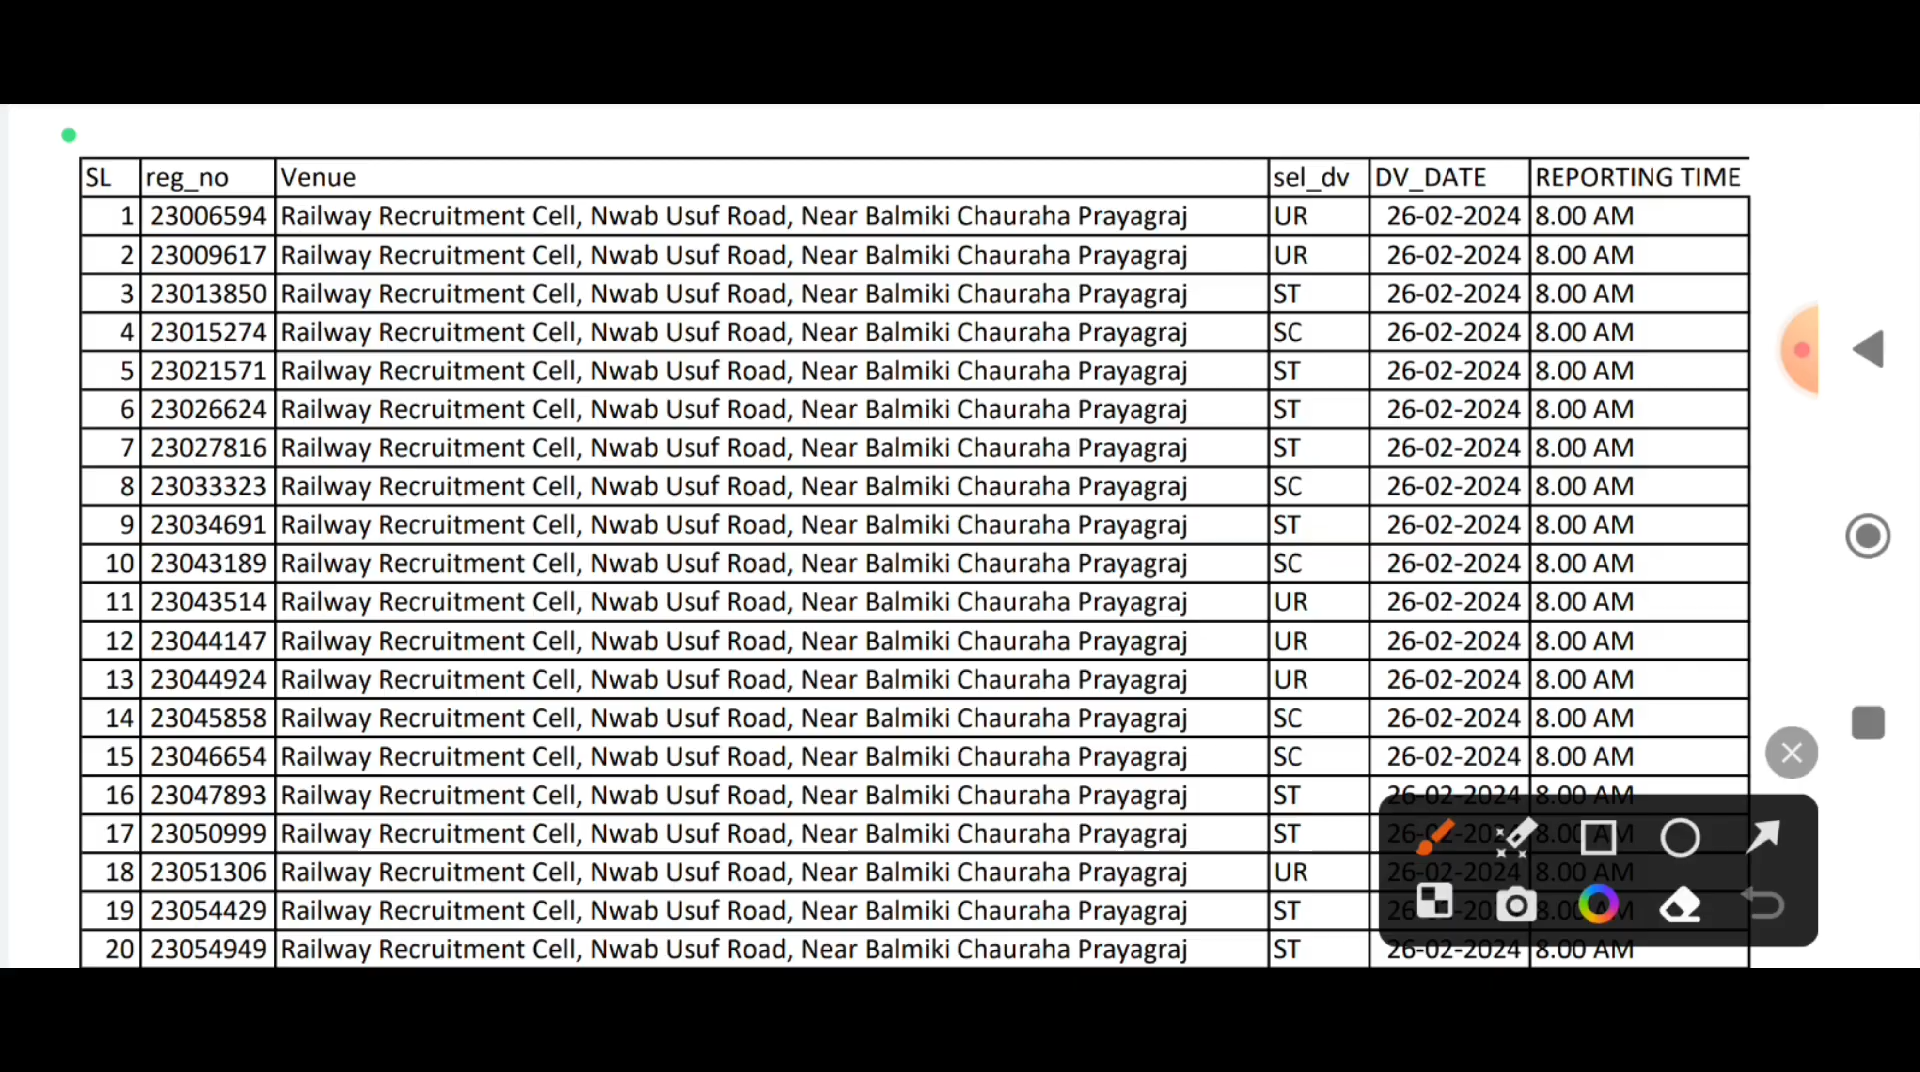 SL reg_no Venue sel_dv DV_DATE REPORTING TIME
1 23006594 Railway Recruitment Cell, Nwab Usuf Road, Near Balmiki Chauraha Prayagraj UR 26-02-2024 8.00 AM
2 23009617 Railway Recruitment Cell, Nwab Usuf Road, Near Balmiki Chauraha Prayagraj UR 26-02-2024 8.00 AM
3 23013850 Railway Recruitment Cell, Nwab Usuf Road, Near Balmiki Chauraha Prayagraj ST 26-02-2024 8.00 AM
4 23015274 Railway Recruitment Cell, Nwab Usuf Road, Near Balmiki Chauraha Prayagraj SC 26-02-2024 8.00 AM
5 23021571 Railway Recruitment Cell, Nwab Usuf Road, Near Balmiki Chauraha Prayagraj ST 26-02-2024 8.00 AM
6 23026624 Railway Recruitment Cell, Nwab Usuf Road, Near Balmiki Chauraha Prayagraj ST 26-02-2024 8.00 AM
7 23027816 Railway Recruitment Cell, Nwab Usuf Road, Near Balmiki Chauraha Prayagraj ST 26-02-2024 8.00 AM
8 23033323 Railway Recruitment Cell, Nwab Usuf Road, Near Balmiki Chauraha Prayagraj SC 26-02-2024 8.00 AM
9 23034691 Railway Recruitment Cell, Nwab Usuf Road, Near Balmiki Chauraha Prayagraj ST 26-02-2024 8.00 AM
10 23043189 Railway Recruitment Cell, Nwab Usuf Road, Near Balmiki Chauraha Prayagraj SC 26-02-2024 8.00 AM
11 23043514 Railway Recruitment Cell, Nwab Usuf Road, Near Balmiki Chauraha Prayagraj UR 26-02-2024 8.00 AM
12 23044147 Railway Recruitment Cell, Nwab Usuf Road, Near Balmiki Chauraha Prayagraj UR 26-02-2024 8.00 AM
13 23044924 Railway Recruitment Cell, Nwab Usuf Road, Near Balmiki Chauraha Prayagraj UR 26-02-2024 8.00 AM
14 23045858 Railway Recruitment Cell, Nwab Usuf Road, Near Balmiki Chauraha Prayagraj SC 26-02-2024 8.00 AM
15 23046654 Railway Recruitment Cell, Nwab Usuf Road, Near Balmiki Chauraha Prayagraj SC 26-02-2024 8.00 AM
16 23047893 Railway Recruitment Cell, Nwab Usuf Road, Near Balmiki Chauraha Prayagraj ST 26-02-2024 8.00 AM
17 23050999 Railway Recruitment Cell, Nwab Usuf Road, Near Balmiki Chauraha Prayagraj ST
18 23051306 Railway Recruitment Cell, Nwab Usuf Road, Near Balmiki Chauraha Prayagraj UR 26-02-2024 8.00 AM
19 23054429 Railway Recruitment Cell, Nwab Usuf Road, Near Balmiki Chauraha Prayagraj ST
20 23054949 Railway Recruitment Cell, Nwab Usuf Road, Near Balmiki Chauraha Prayagraj ST 26-02-2024 8.00 AM